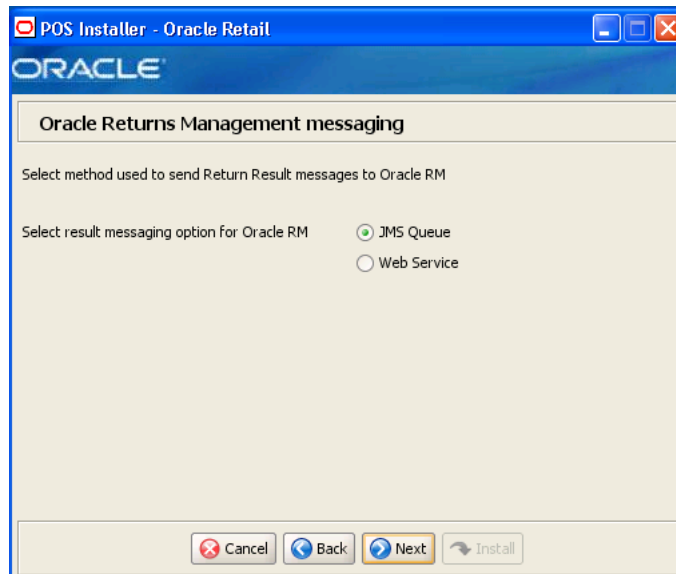 POS Installer - Oracle Retail
ORACLE
Oracle Returns Management messaging
Select method used to send Return Result messages to Oracle RM
Select result messaging option for Oracle RM
JMS Queue
Web Service
Cancel Back Next Install